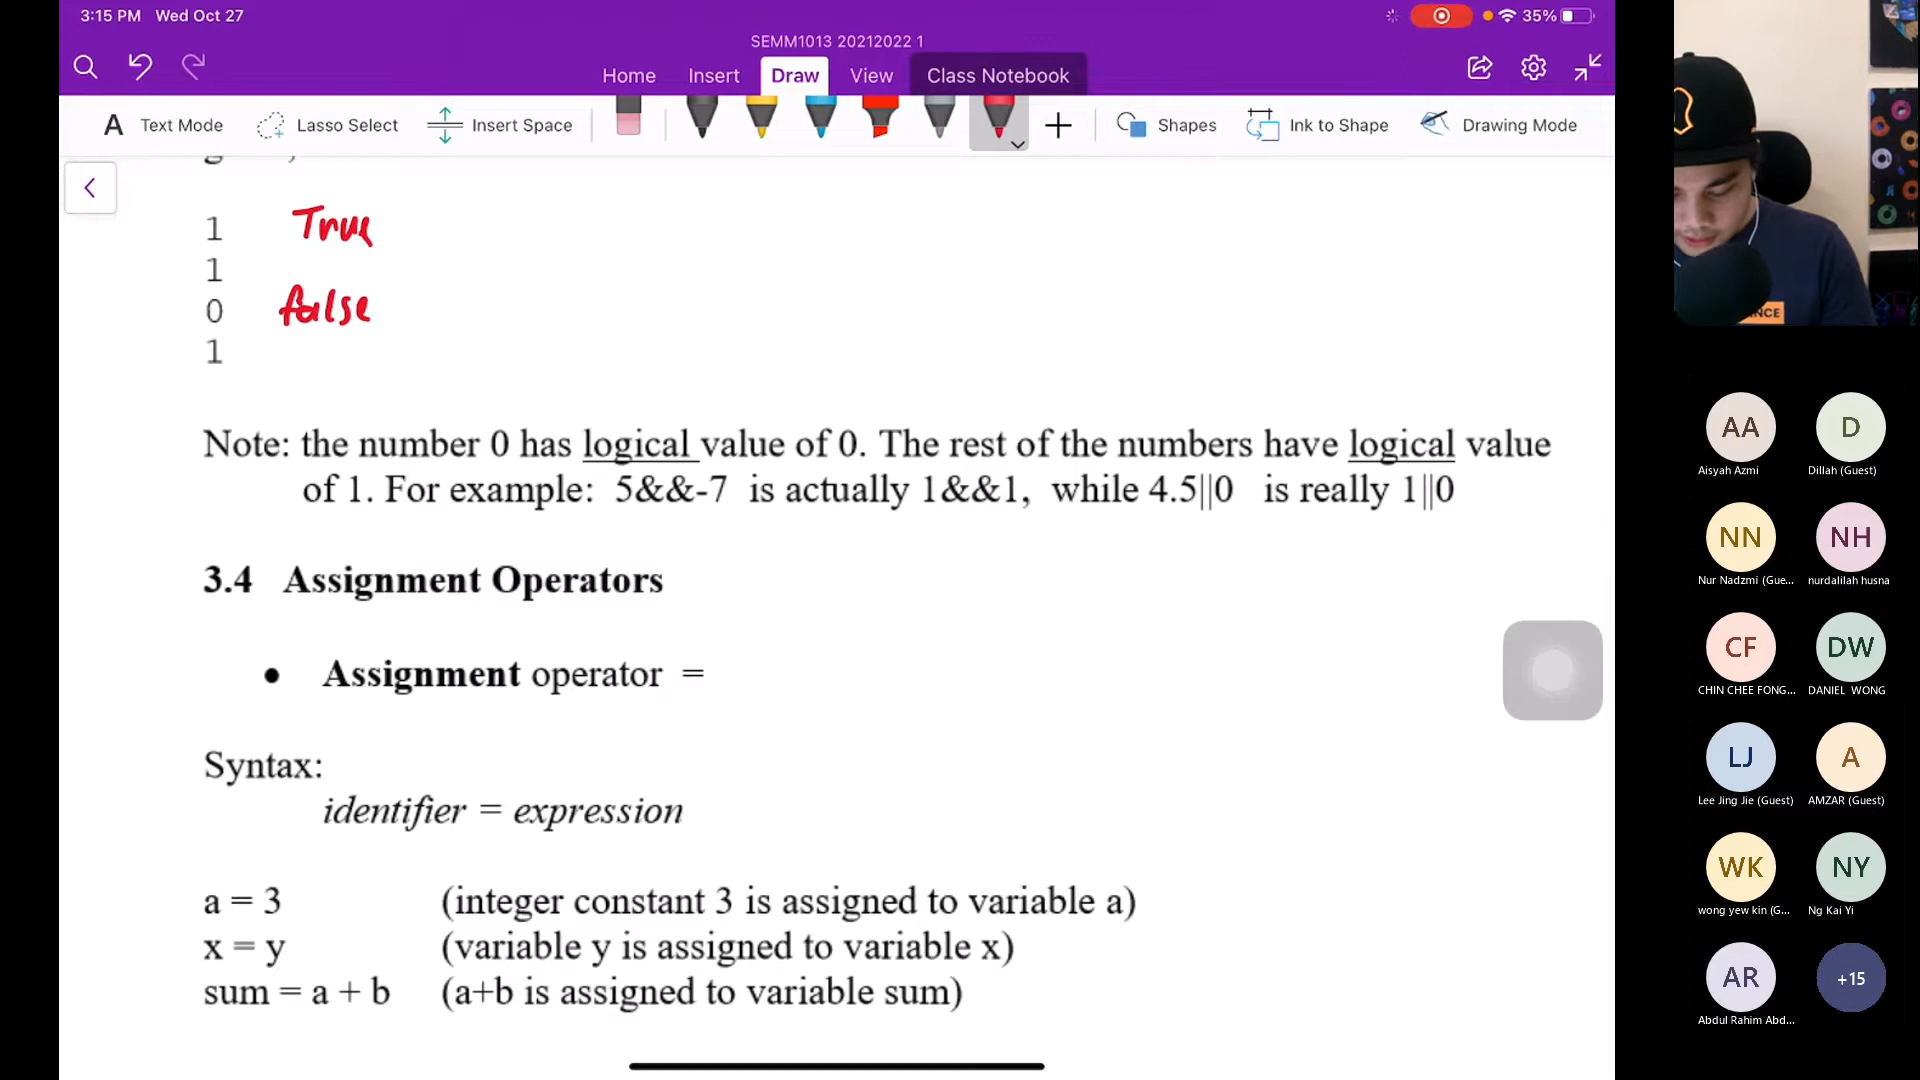 3:15 PM Wed Oct 27
35%
SEMM1013 20212022 1
Home Insert Draw View Class Notebook
A Text Mode Lasso Select Insert Space Shapes Ink to Shape Drawing Mode
1 True
1
0 false
1
Note: the number 0 has logical value of 0. The rest of the numbers have logical value
of 1. For example: 5&&-7 is actually 1&&1, while 4.5||0 is really 1||0
3.4 Assignment Operators
• Assignment operator =
Syntax:
identifier = expression
a = 3 (integer constant 3 is assigned to variable a)
x = y (variable y is assigned to variable x)
sum = a + b (a+b is assigned to variable sum)
AA D
Aisyah Azmi Dillah (Guest)
NN NH
Nur Nadzmi (Gue... nurdalilah husna
CF DW
CHIN CHEE FONG... DANIEL WONG
LJ A
Lee Jing Jie (Guest) AMZAR (Guest)
WK NY
wong yew kin (G... Ng Kai Yi
AR +15
Abdul Rahim Abd...